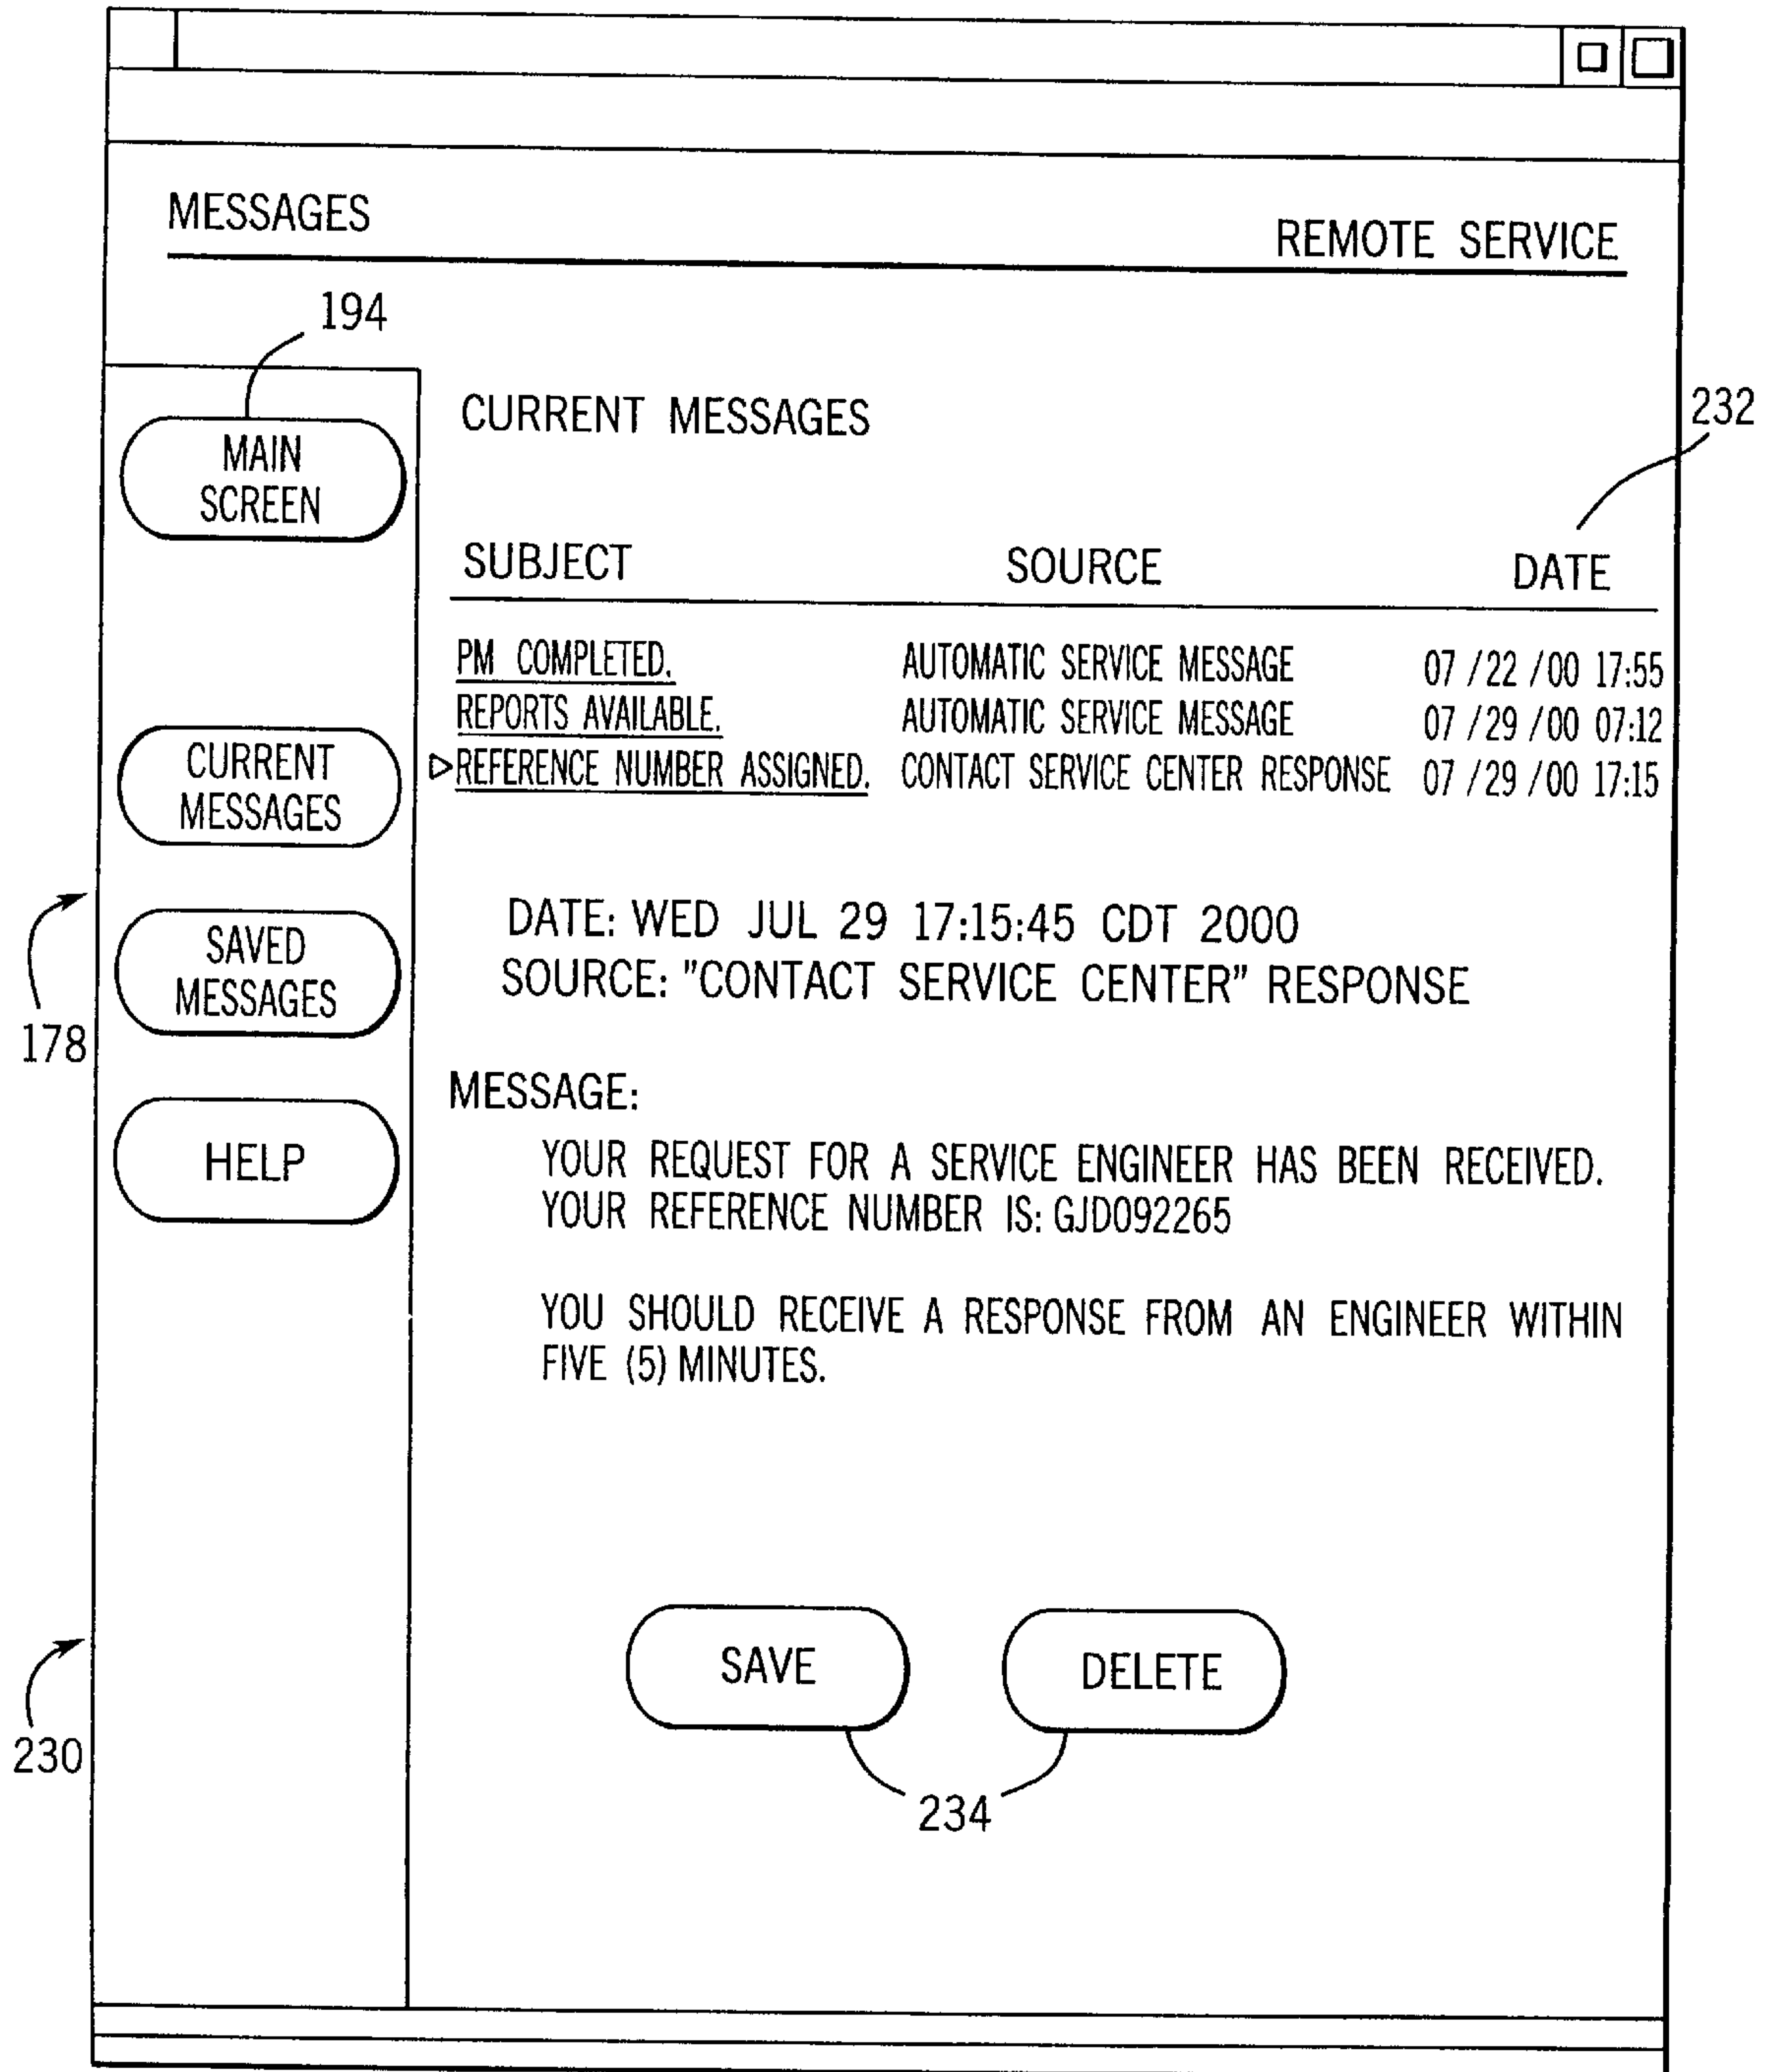 MESSAGES
REMOTE SERVICE
194
MAIN
SCREEN
CURRENT MESSAGES
232
SUBJECT SOURCE DATE
PM COMPLETED. AUTOMATIC SERVICE MESSAGE 07 /22 /00 17:55
REPORTS AVAILABLE. AUTOMATIC SERVICE MESSAGE 07 /29 /00 07:12
▷REFERENCE NUMBER ASSIGNED. CONTACT SERVICE CENTER RESPONSE 07 /29 /00 17:15
CURRENT
MESSAGES
SAVED
MESSAGES
178
HELP
DATE: WED JUL 29 17:15:45 CDT 2000
SOURCE: "CONTACT SERVICE CENTER" RESPONSE
MESSAGE:
YOUR REQUEST FOR A SERVICE ENGINEER HAS BEEN RECEIVED.
YOUR REFERENCE NUMBER IS: GJD092265
YOU SHOULD RECEIVE A RESPONSE FROM AN ENGINEER WITHIN
FIVE (5) MINUTES.
SAVE DELETE
230
234